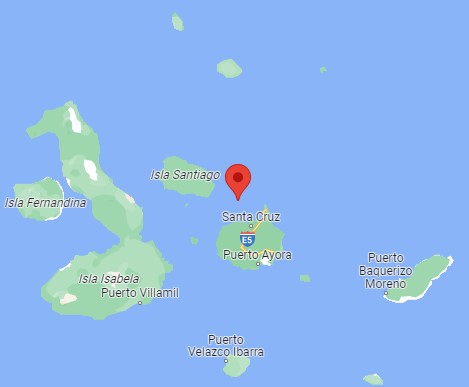 Isla Santiago
Isla Fernandina
Santa Cruz
E5
Puerto Ayora
Puerto
Baquerizo
Moreno
Isla Isabela
Puerto Villamil
Puerto
Velazco Ibarra